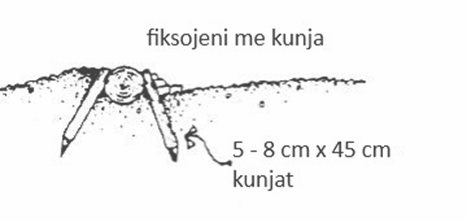 fiksojeni me kunja
5 - 8 cm x 45 cm
kunjat